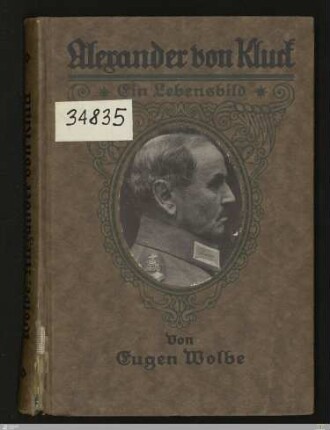 Alexander von Kluck
Ein Lebensbild
34835
Von
Eugen Wolbe